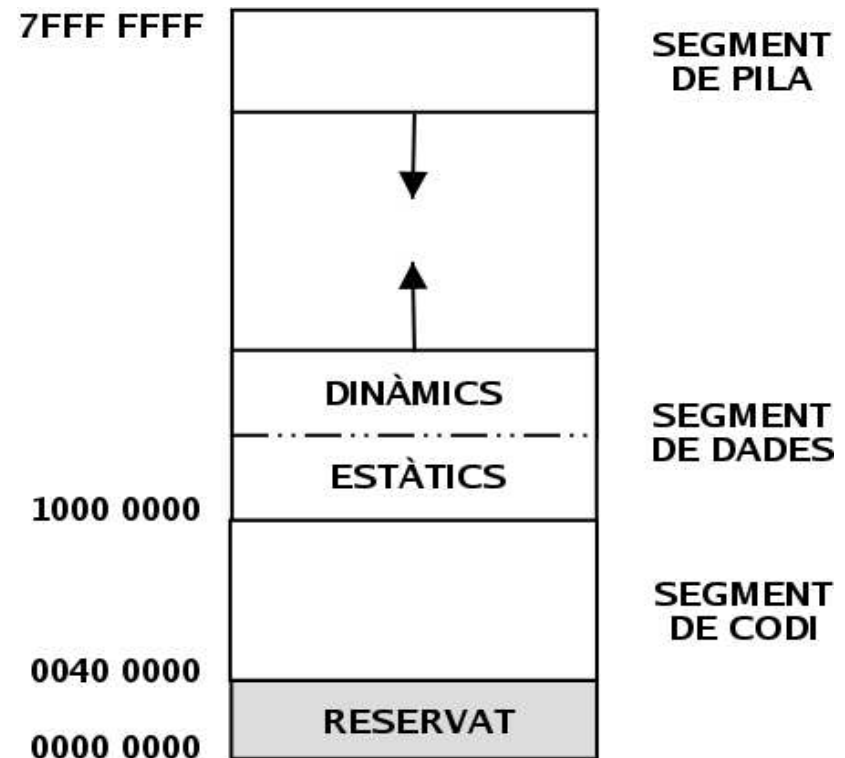 7FFF FFFF
SEGMENT
DE PILA
DINÀMICS
SEGMENT
DE DADES
ESTÀTICS
1000 0000
SEGMENT
DE CODI
0040 0000
RESERVAT
0000 0000